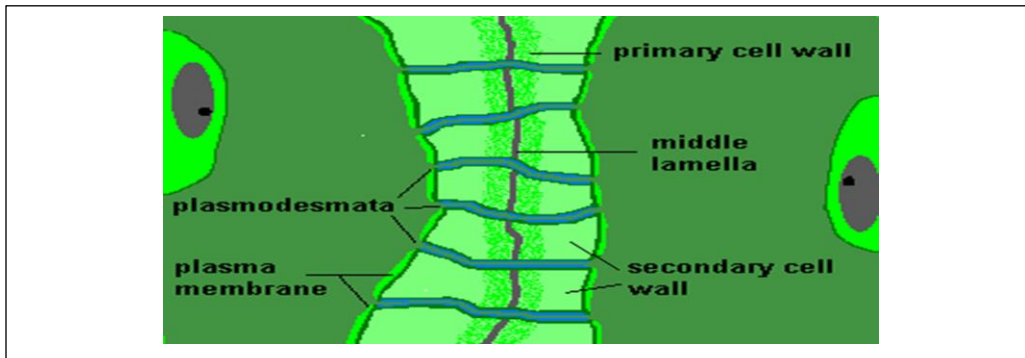 primary cell wall
middle
lamella
plasmodesmata
plasma
membrane
secondary cell
wall